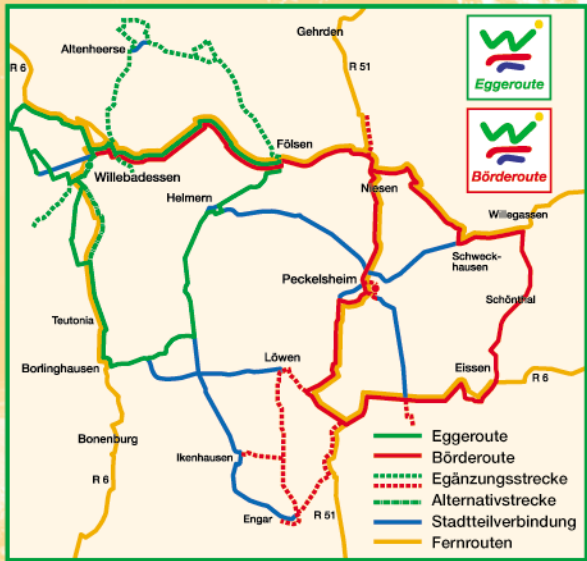 Gehrden
Altenheerse
R 6
R 51
Eggeroute
Börderoute
Fölsen
Willebadessen
Niesen
Helmern
Willegassen
Schweck-
hausen
Peckelsheim
Schönthal
Teutonia
Löwen
Eissen
Borlinghausen
R 6
Bonenburg
Ikenhausen
R 6
Engar
R 51
Eggeroute
Börderoute
Egänzungsstrecke
Alternativstrecke
Stadtteilverbindung
Fernrouten